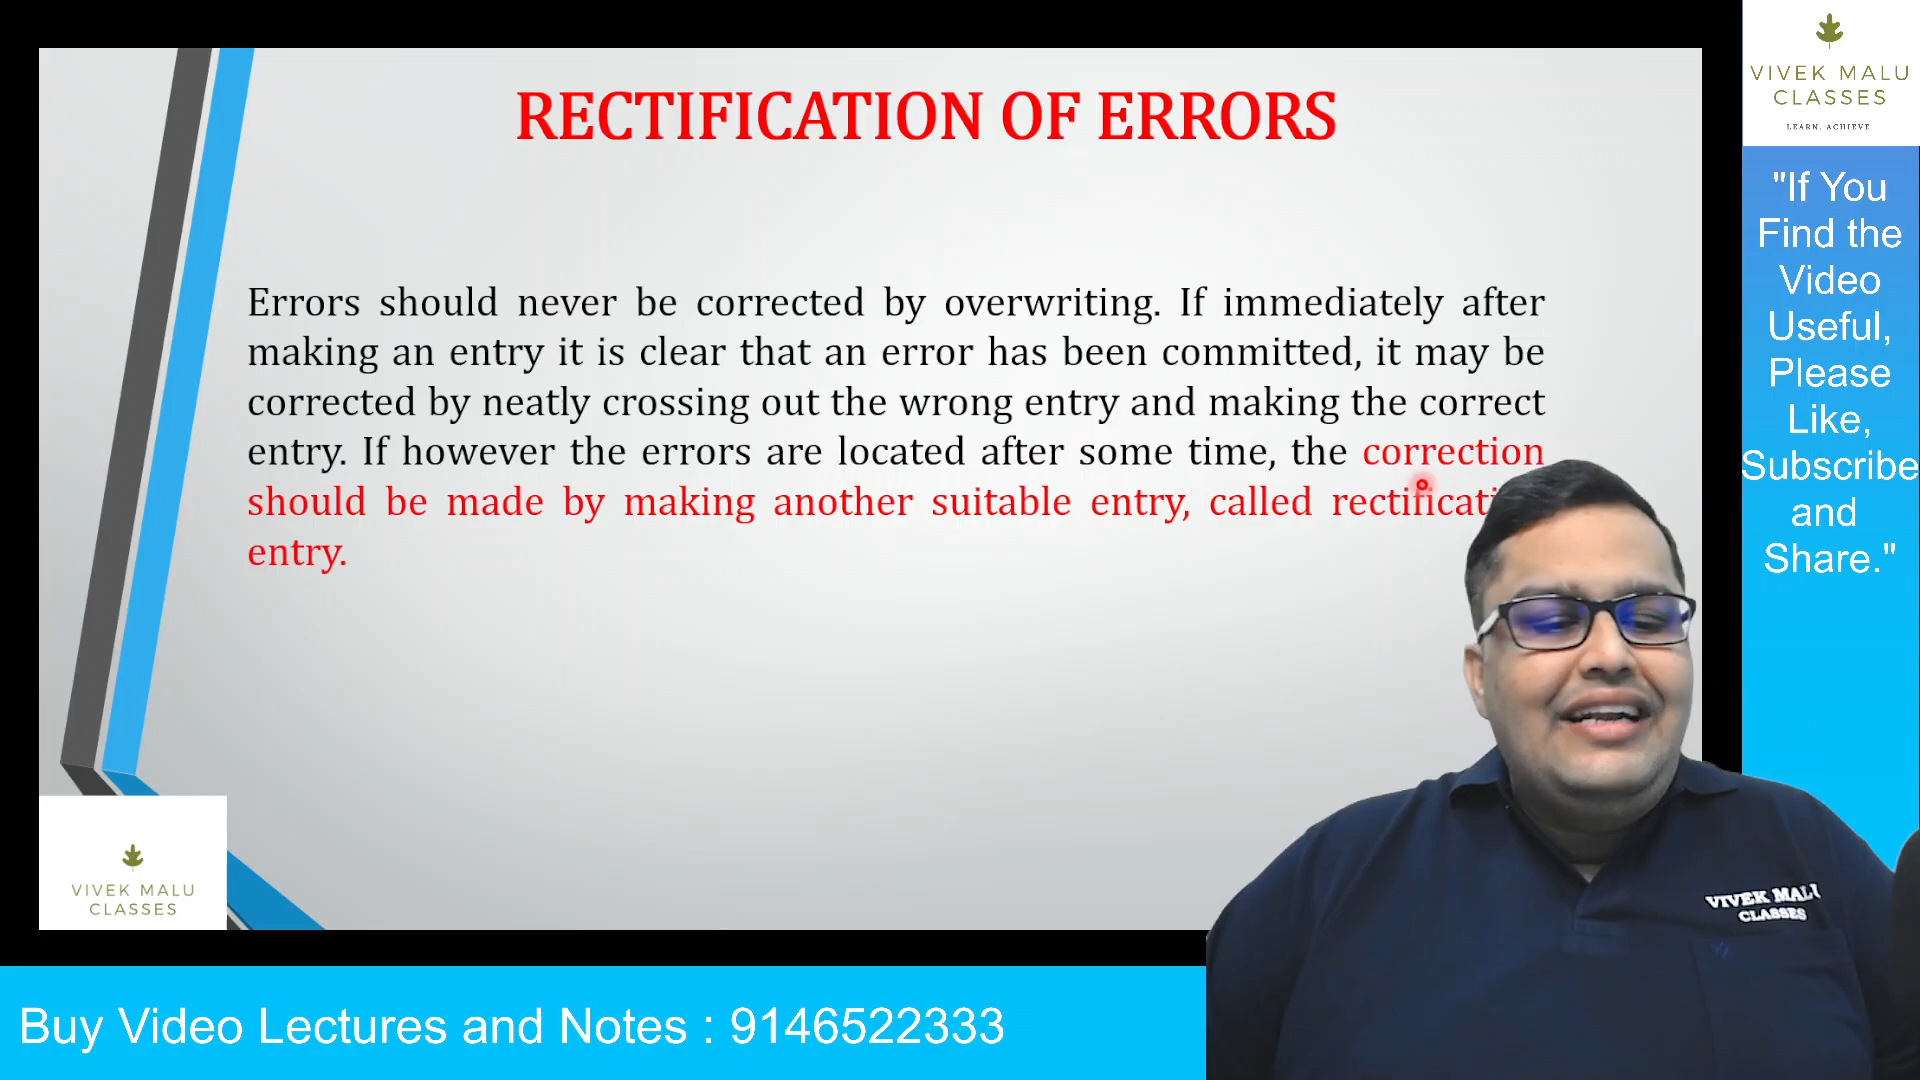 RECTIFICATION OF ERRORS
Errors should never be corrected by overwriting. If immediately after
making an entry it is clear that an error has been committed, it may be
corrected by neatly crossing out the wrong entry and making the correct
entry. If however the errors are located after some time, the correction
should be made by making another suitable entry, called
entry.
VIVEK MALU
CLASSES
VIVEK MALU
CLASSES
LEARN. ACHIEVE.
"If You
Find the
Video
Useful,
Please
Like,
Subscribe
and
Share."
VIVEK MALU
CLASSES
Buy Video Lectures and Notes : 9146522333